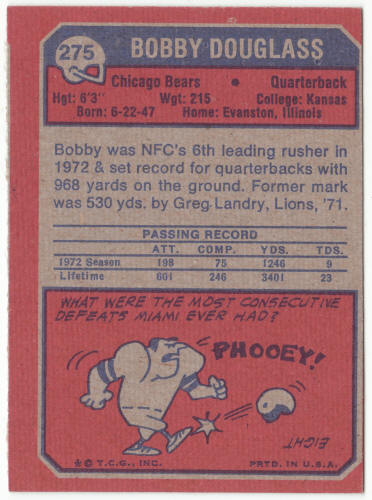 275 BOBBY DOUGLASS
Chicago Bears • Quarterback
Hgt: 6'3" Wgt: 215 College: Kansas
Born: 6-22-47 Home: Evanston, Illinois
Bobby was NFC's 6th leading rusher in
1972 & set record for quarterbacks with
968 yards on the ground. Former mark
was 530 yds. by Greg Landry, Lions, '71.
PASSING RECORD
ATT. COMP. YDS. TDS.
1972 Season 198 75 1246 9
Lifetime 601 246 3401 23
WHAT WERE THE MOST CONSECUTIVE
DEFEATS MIAMI EVER HAD?
PHOOEY!
EIGHT
* © T.C.G., INC. PRTD. IN U.S.A.